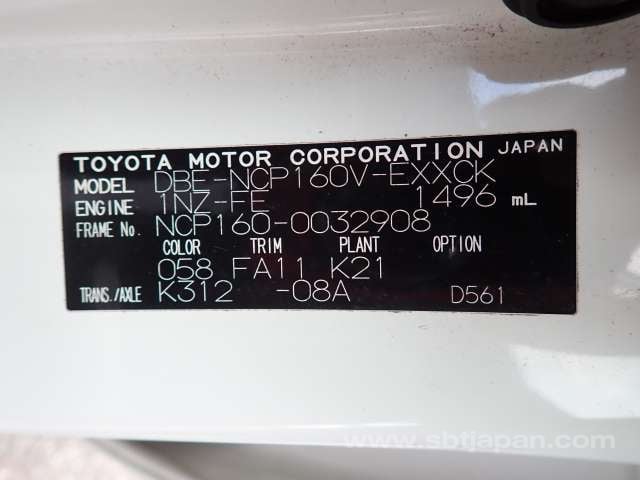 TOYOTA MOTOR CORPORATION JAPAN
MODEL DBE-NCP160V-EXXCK
ENGINE 1NZ-FE 1496 mL
FRAME No. NCP160-0032908
COLOR TRIM PLANT OPTION
058 FA11 K21
TRANS./AXLE K312 -08A D561
www.sbtjapan.com